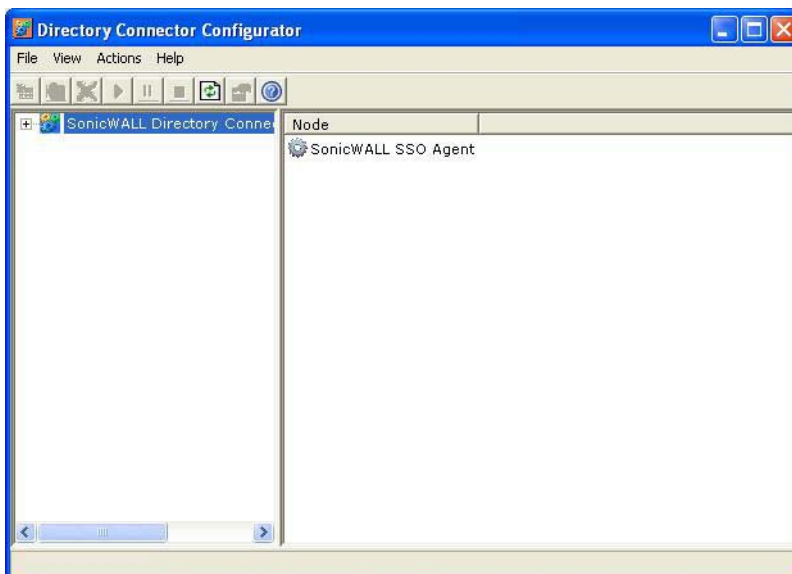 Directory Connector Configurator
File View Actions Help
SonicWALL Directory Conne
Node
SonicWALL SSO Agent